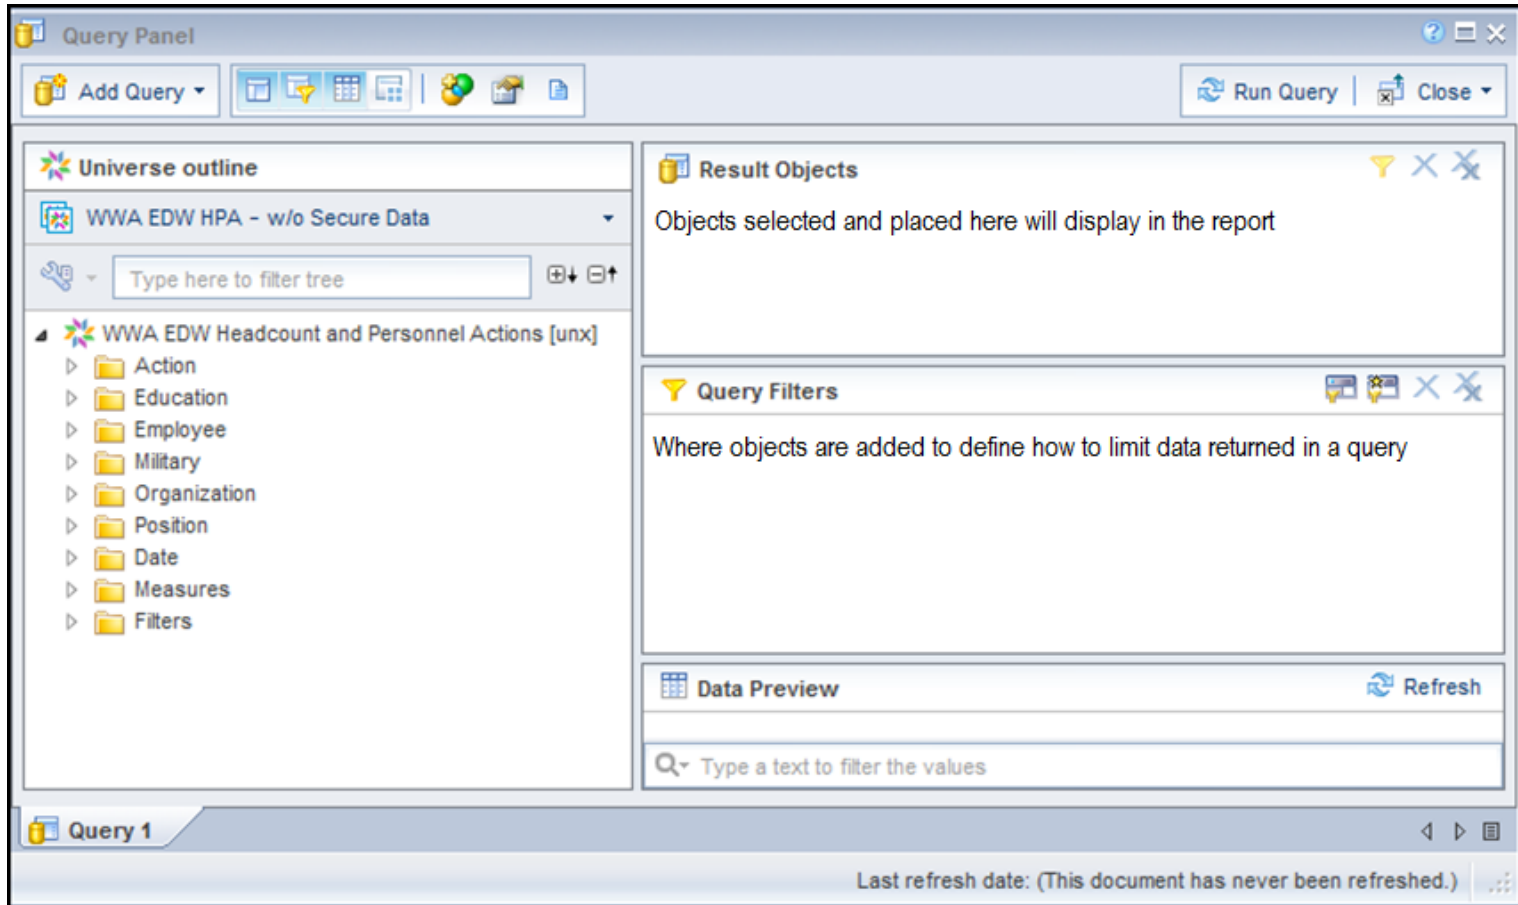 Query Panel
Add Query
Run Query
Close
Universe outline
WWA EDW HPA - w/o Secure Data
Type here to filter tree
WWA EDW Headcount and Personnel Actions [unx]
Action
Education
Employee
Military
Organization
Position
Date
Measures
Filters
Result Objects
Objects selected and placed here will display in the report
Query Filters
Where objects are added to define how to limit data returned in a query
Data Preview
Refresh
Type a text to filter the values
Query 1
Last refresh date: (This document has never been refreshed.)